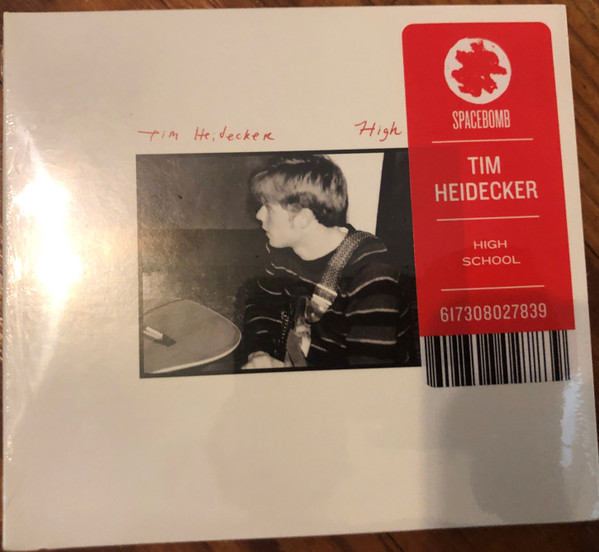 Tim Heidecker High
SPACEBOMB
TIM
HEIDECKER
HIGH
SCHOOL
617308027839